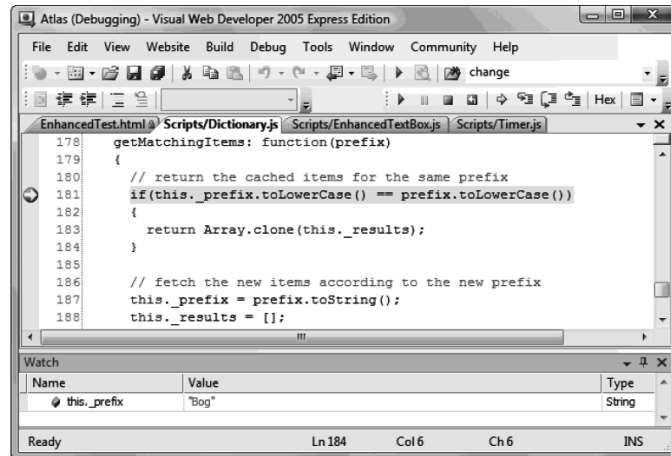 Atlas (Debugging) - Visual Web Developer 2005 Express Edition
File Edit View Website Build Debug Tools Window Community Help
change
Hex
EnhancedTest.html Scripts/Dictionary.js Scripts/EnhancedTextBox.js Scripts/Timer.js
178 getMatchingItems: function(prefix)
179 {
180 // return the cached items for the same prefix
181 if(this._prefix.toLowerCase() == prefix.toLowerCase())
182 {
183 return Array.clone(this._results);
184 }
185
186 // fetch the new items according to the new prefix
187 this._prefix = prefix.toString();
188 this._results = [];
Watch
Name Value Type
this._prefix "Bog" String
Ready Ln 184 Col 6 Ch 6 INS